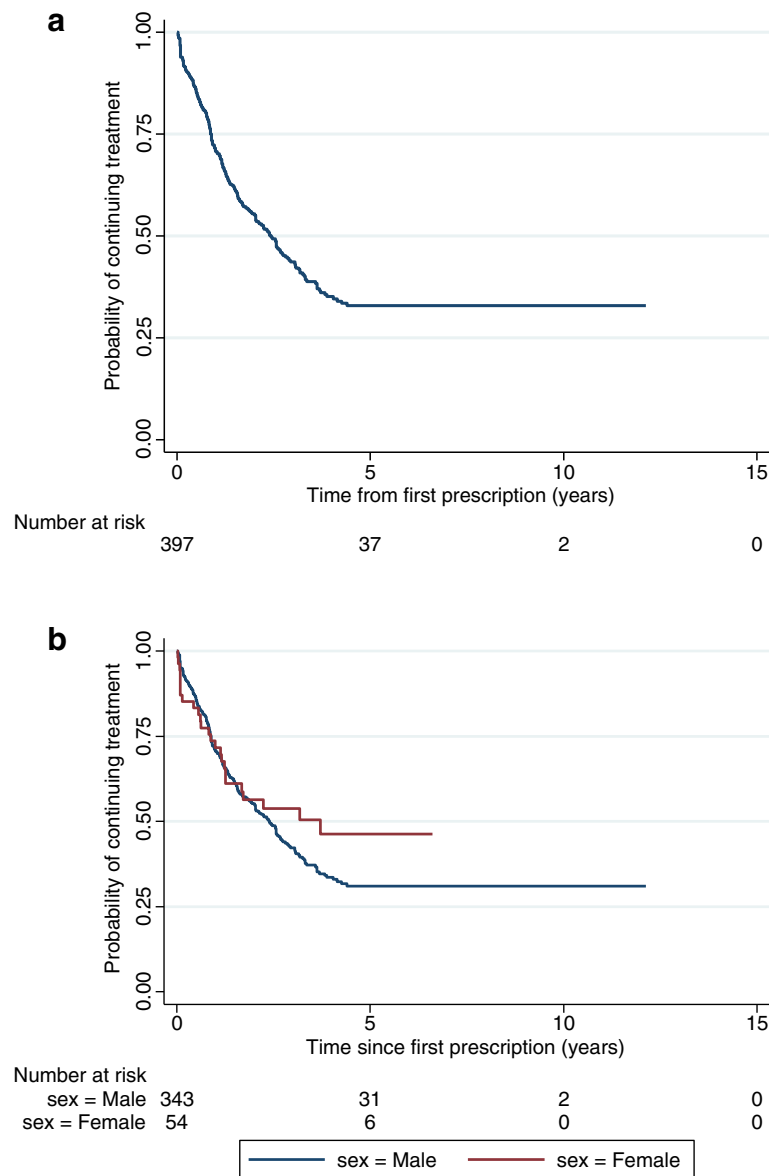 a
Probability of continuing treatment
1.00
0.75
0.50
0.25
0.00
0 5 10 15
Time from first prescription (years)
Number at risk
397 37 2 0
b
Probability of continuing treatment
1.00
0.75
0.50
0.25
0.00
0 5 10 15
Time since first prescription (years)
Number at risk
sex = Male 343 31 2 0
sex = Female 54 6 0 0
sex = Male sex = Female